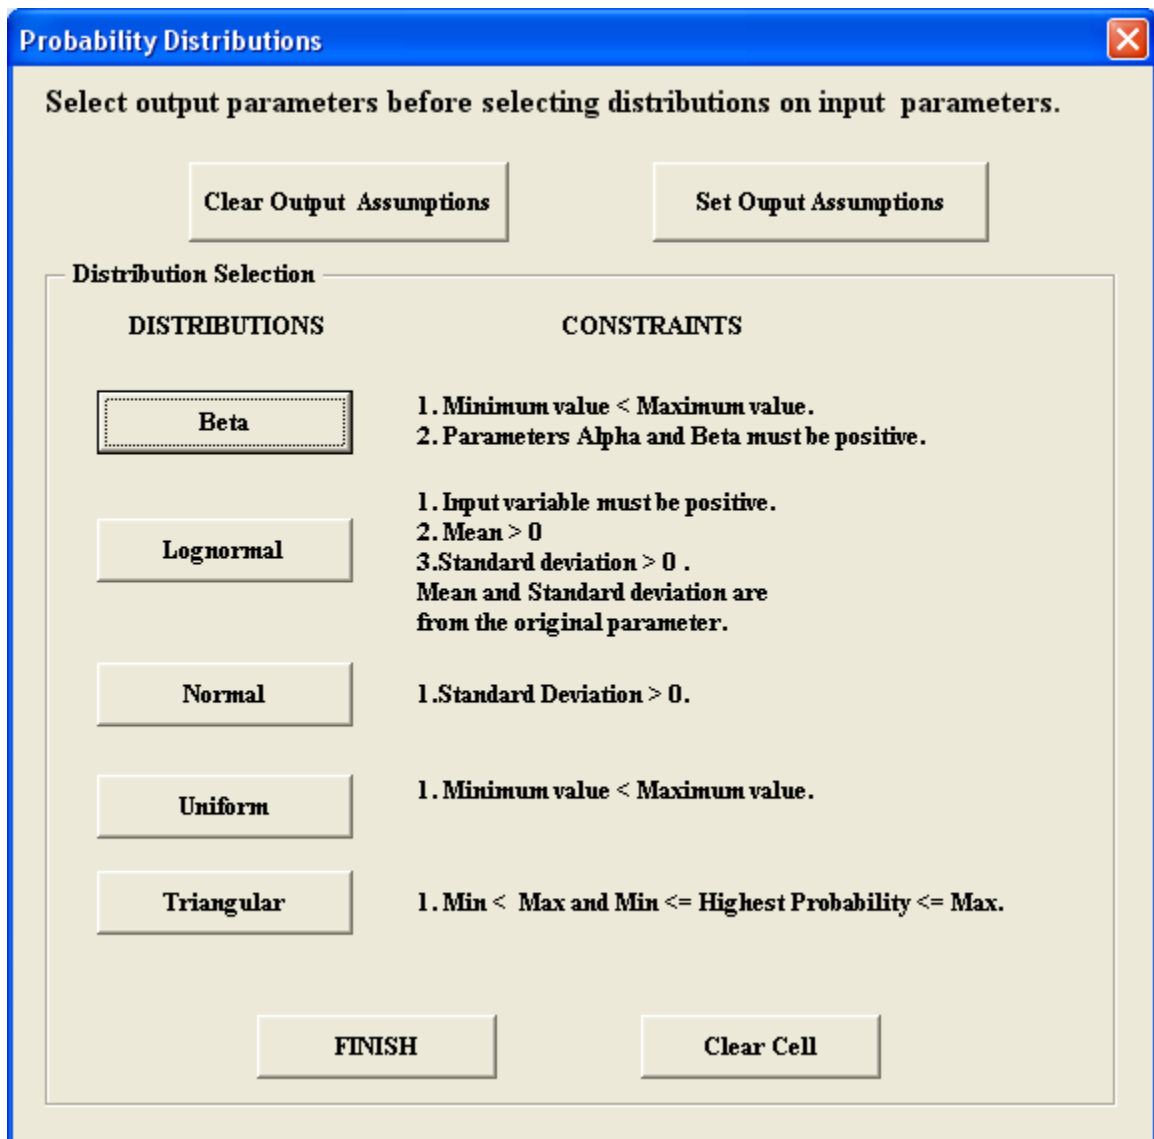 Probability Distributions
Select output parameters before selecting distributions on input  parameters.
Clear Output  Assumptions
Set Ouput Assumptions
Distribution Selection
DISTRIBUTIONS
CONSTRAINTS
Beta
1. Minimum value < Maximum value.
2. Parameters Alpha and Beta must be positive.
Lognormal
1. Input variable must be positive.
2. Mean > 0
3.Standard deviation > 0 .
Mean and Standard deviation are
from the original parameter.
Normal
1.Standard Deviation > 0.
Uniform
1. Minimum value < Maximum value.
Triangular
1. Min <  Max and Min <= Highest Probability <= Max.
FINISH
Clear Cell